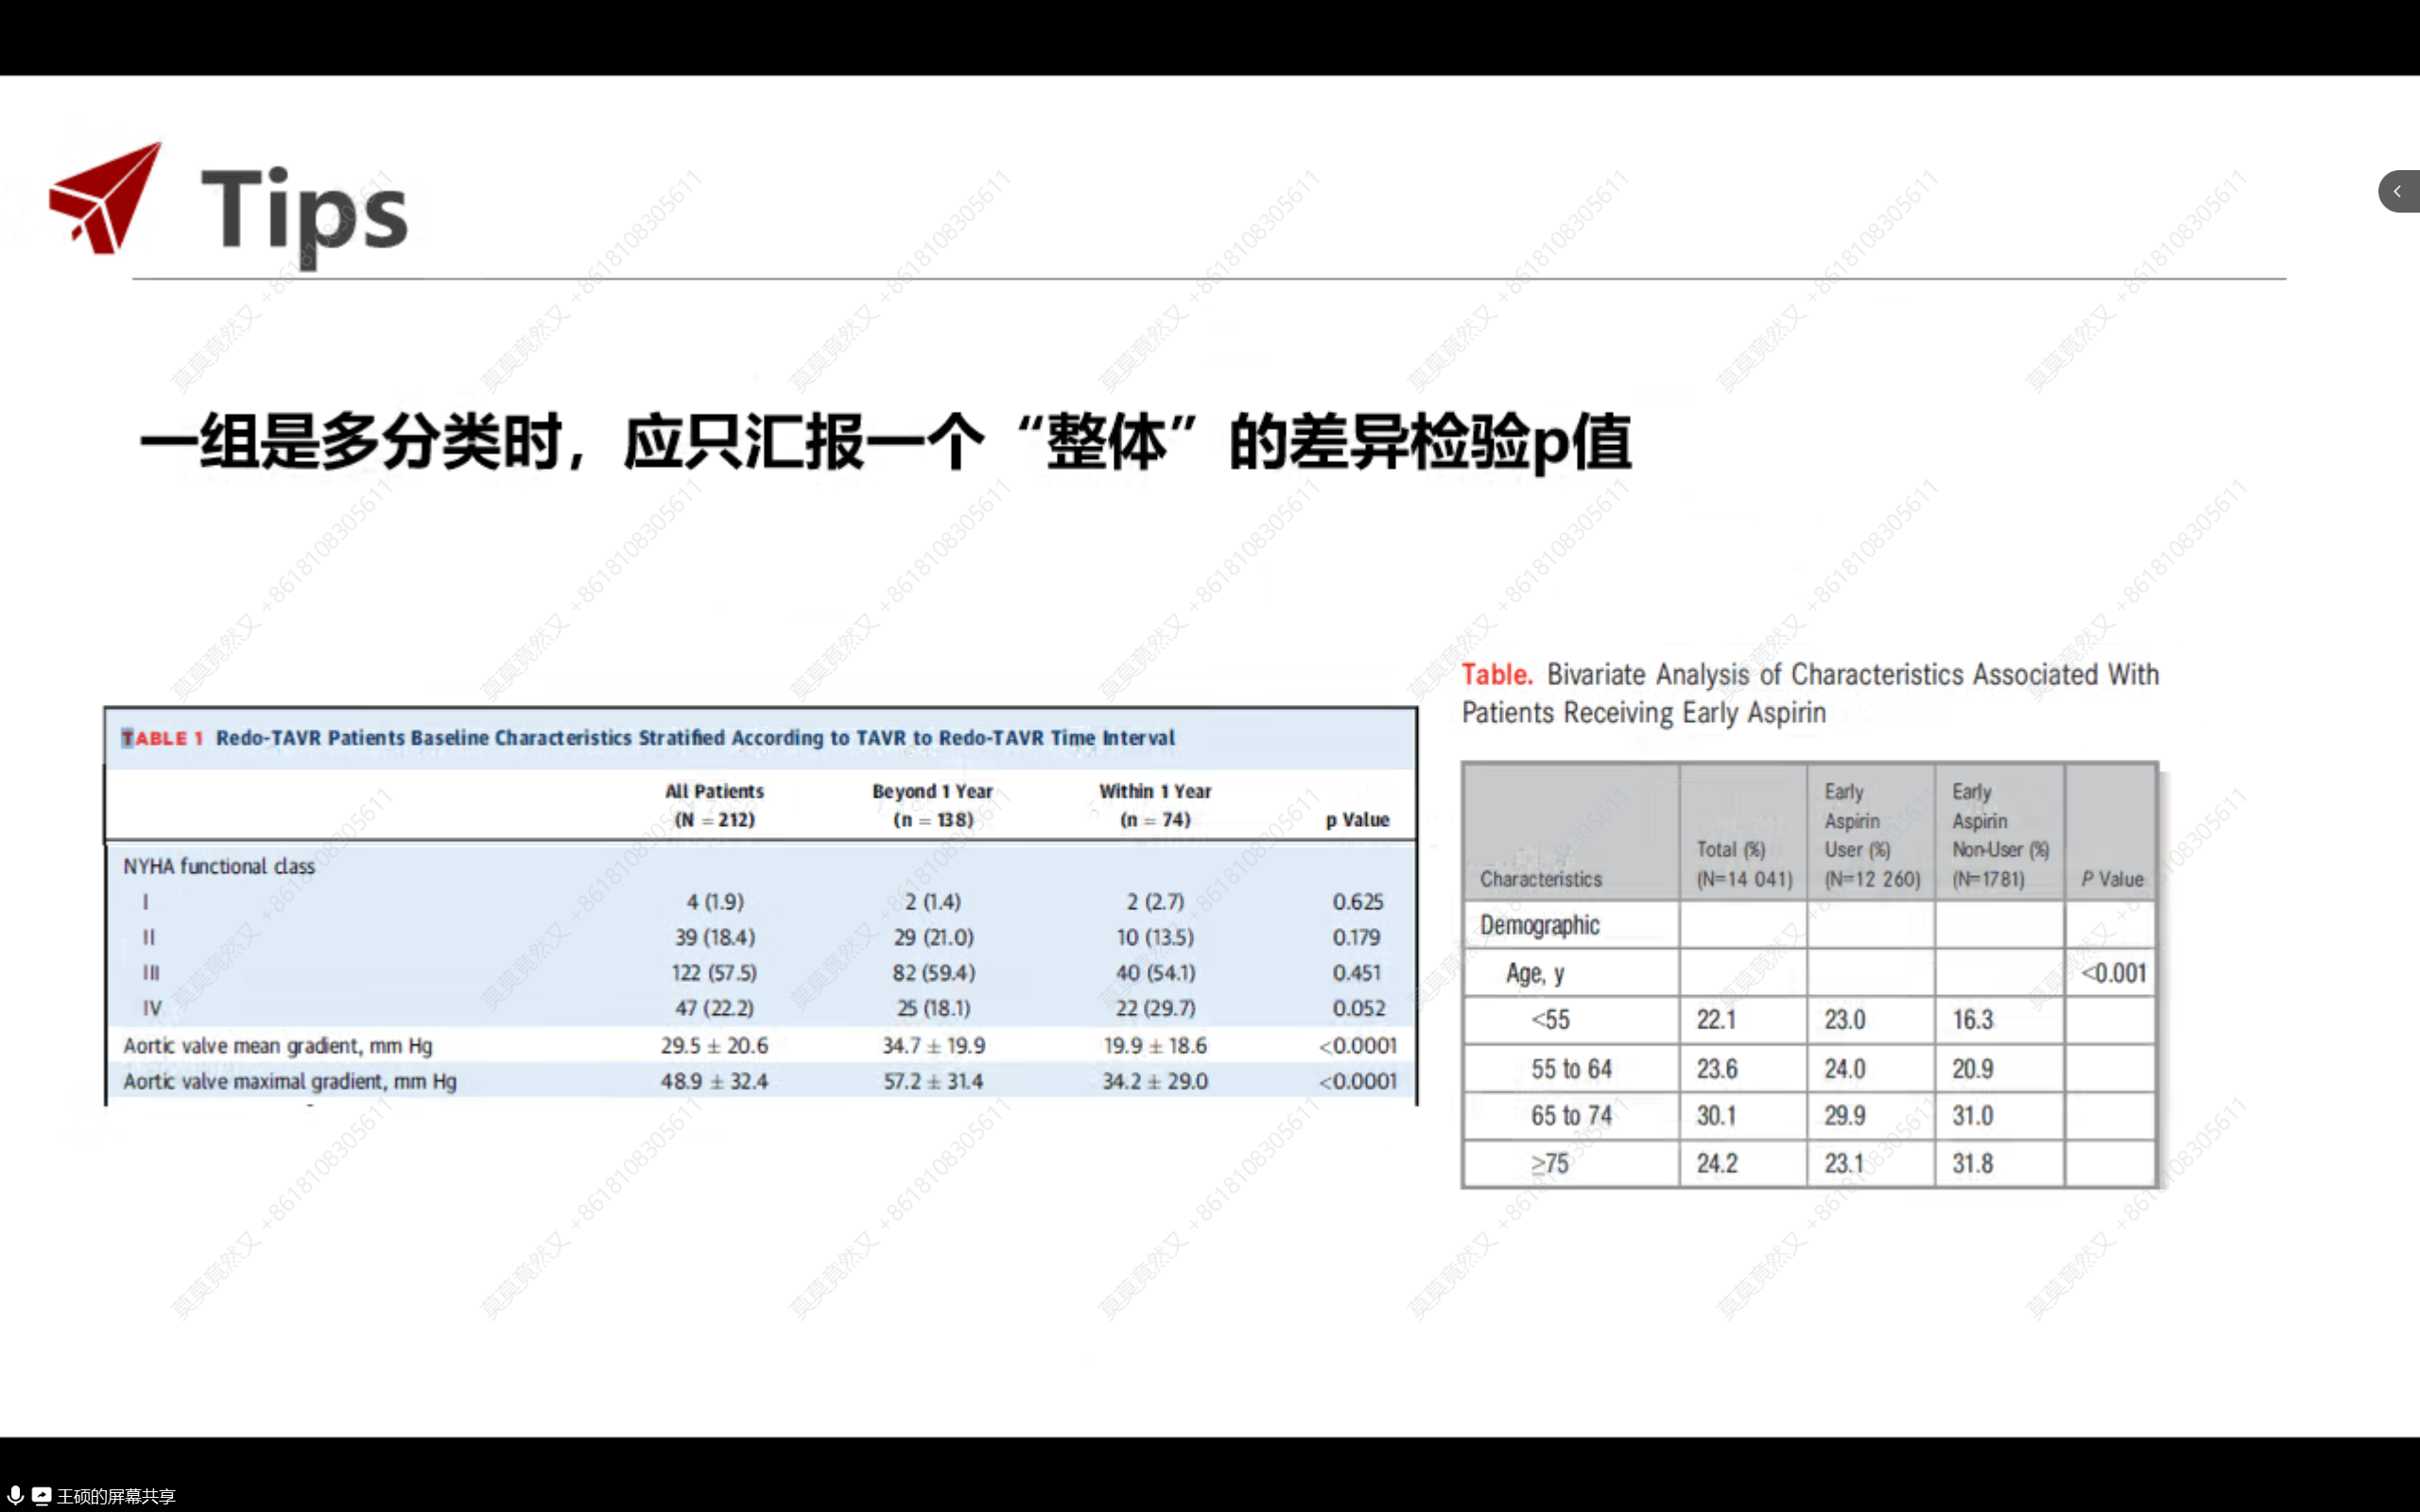 Tips
一组是多分类时，应只汇报一个“整体”的差异检验p值
TABLE 1 Redo-TAVR Patients Baseline Characteristics Stratified According to TAVR to Redo-TAVR Time Interval
All Patients (N = 212) Beyond 1 Year (n = 138) Within 1 Year (n = 74) p Value
NYHA functional class
I 4 (1.9) 2 (1.4) 2 (2.7) 0.625
II 39 (18.4) 29 (21.0) 10 (13.5) 0.179
III 122 (57.5) 82 (59.4) 40 (54.1) 0.451
IV 47 (22.2) 25 (18.1) 22 (29.7) 0.052
Aortic valve mean gradient, mm Hg 29.5 ± 20.6 34.7 ± 19.9 19.9 ± 18.6 <0.0001
Aortic valve maximal gradient, mm Hg 48.9 ± 32.4 57.2 ± 31.4 34.2 ± 29.0 <0.0001
Table. Bivariate Analysis of Characteristics Associated With
Patients Receiving Early Aspirin
Characteristics Total (%) (N=14 041) Early Aspirin User (%) (N=12 260) Early Aspirin Non-User (%) (N=1781) P Value
Demographic
Age, y <0.001
<55 22.1 23.0 16.3
55 to 64 23.6 24.0 20.9
65 to 74 30.1 29.9 31.0
≥75 24.2 23.1 31.8
莫莫竟然又 +8618108305611
王硕的屏幕共享